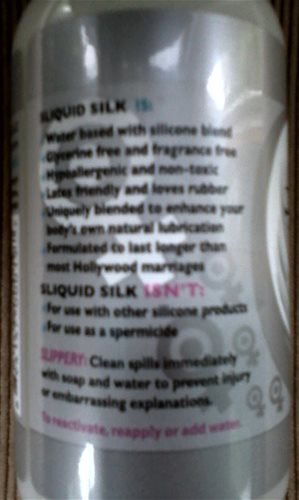 SLIQUID SILK IS:
Water based with silicone blend
Glycerine free and fragrance free
Hypoallergenic and non-toxic
Latex friendly and loves rubber
Uniquely blended to enhance your
body's own natural lubrication
Formulated to last longer than
most Hollywood marriages
SLIQUID SILK ISN'T:
For use with other silicone products
For use as a spermicide
SLIPPERY: Clean spills immediately
with soap and water to prevent injury
or embarrassing explanations.
To reactivate, reapply or add water.